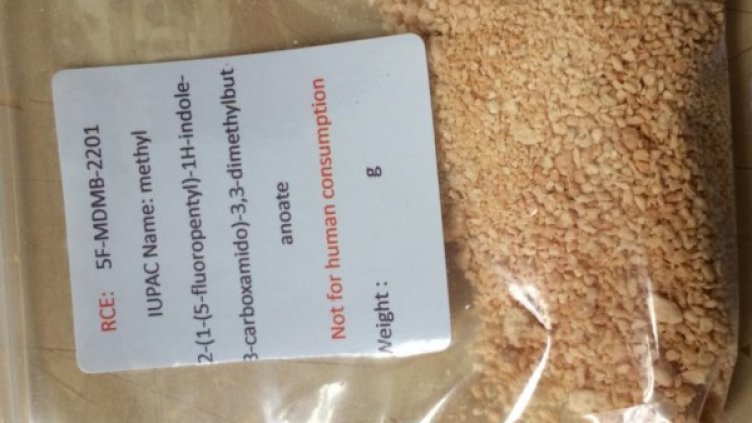 RCE: 5F-MDMB-2201
IUPAC Name: methyl
2-(1-(5-fluoropentyl)-1H-indole-
3-carboxamido)-3,3-dimethylbut
anoate
Not for human consumption
Weight : g